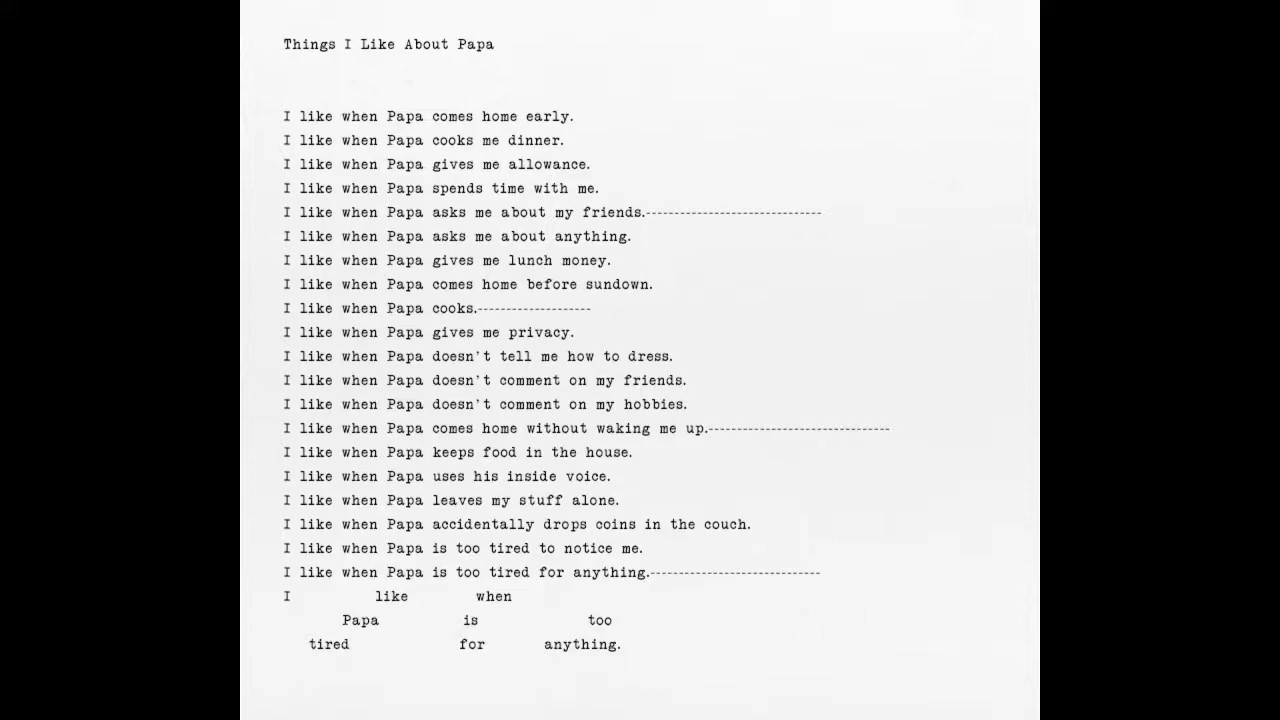 Things I Like About Papa
I like when Papa comes home early.
I like when Papa cooks me dinner.
I like when Papa gives me allowance.
I like when Papa spends time with me.
I like when Papa asks me about my friends.-------------------------------
I like when Papa asks me about anything.
I like when Papa gives me lunch money.
I like when Papa comes home before sundown.
I like when Papa cooks.--------------------
I like when Papa gives me privacy.
I like when Papa doesn't tell me how to dress.
I like when Papa doesn't comment on my friends.
I like when Papa doesn't comment on my hobbies.
I like when Papa comes home without waking me up.--------------------------------
I like when Papa keeps food in the house.
I like when Papa uses his inside voice.
I like when Papa leaves my stuff alone.
I like when Papa accidentally drops coins in the couch.
I like when Papa is too tired to notice me.
I like when Papa is too tired for anything.------------------------------
I like when
Papa is too
tired for anything.